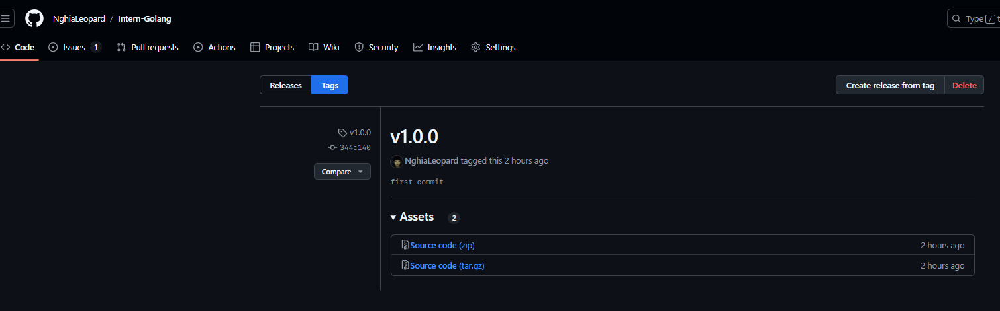 NghiaLeopard / Intern-Golang
Type / t
Code Issues 1 Pull requests Actions Projects Wiki Security Insights Settings
Releases Tags
Create release from tag Delete
v1.0.0
344c140
Compare
v1.0.0
NghiaLeopard tagged this 2 hours ago
first commit
Assets 2
Source code (zip) 2 hours ago
Source code (tar.gz) 2 hours ago